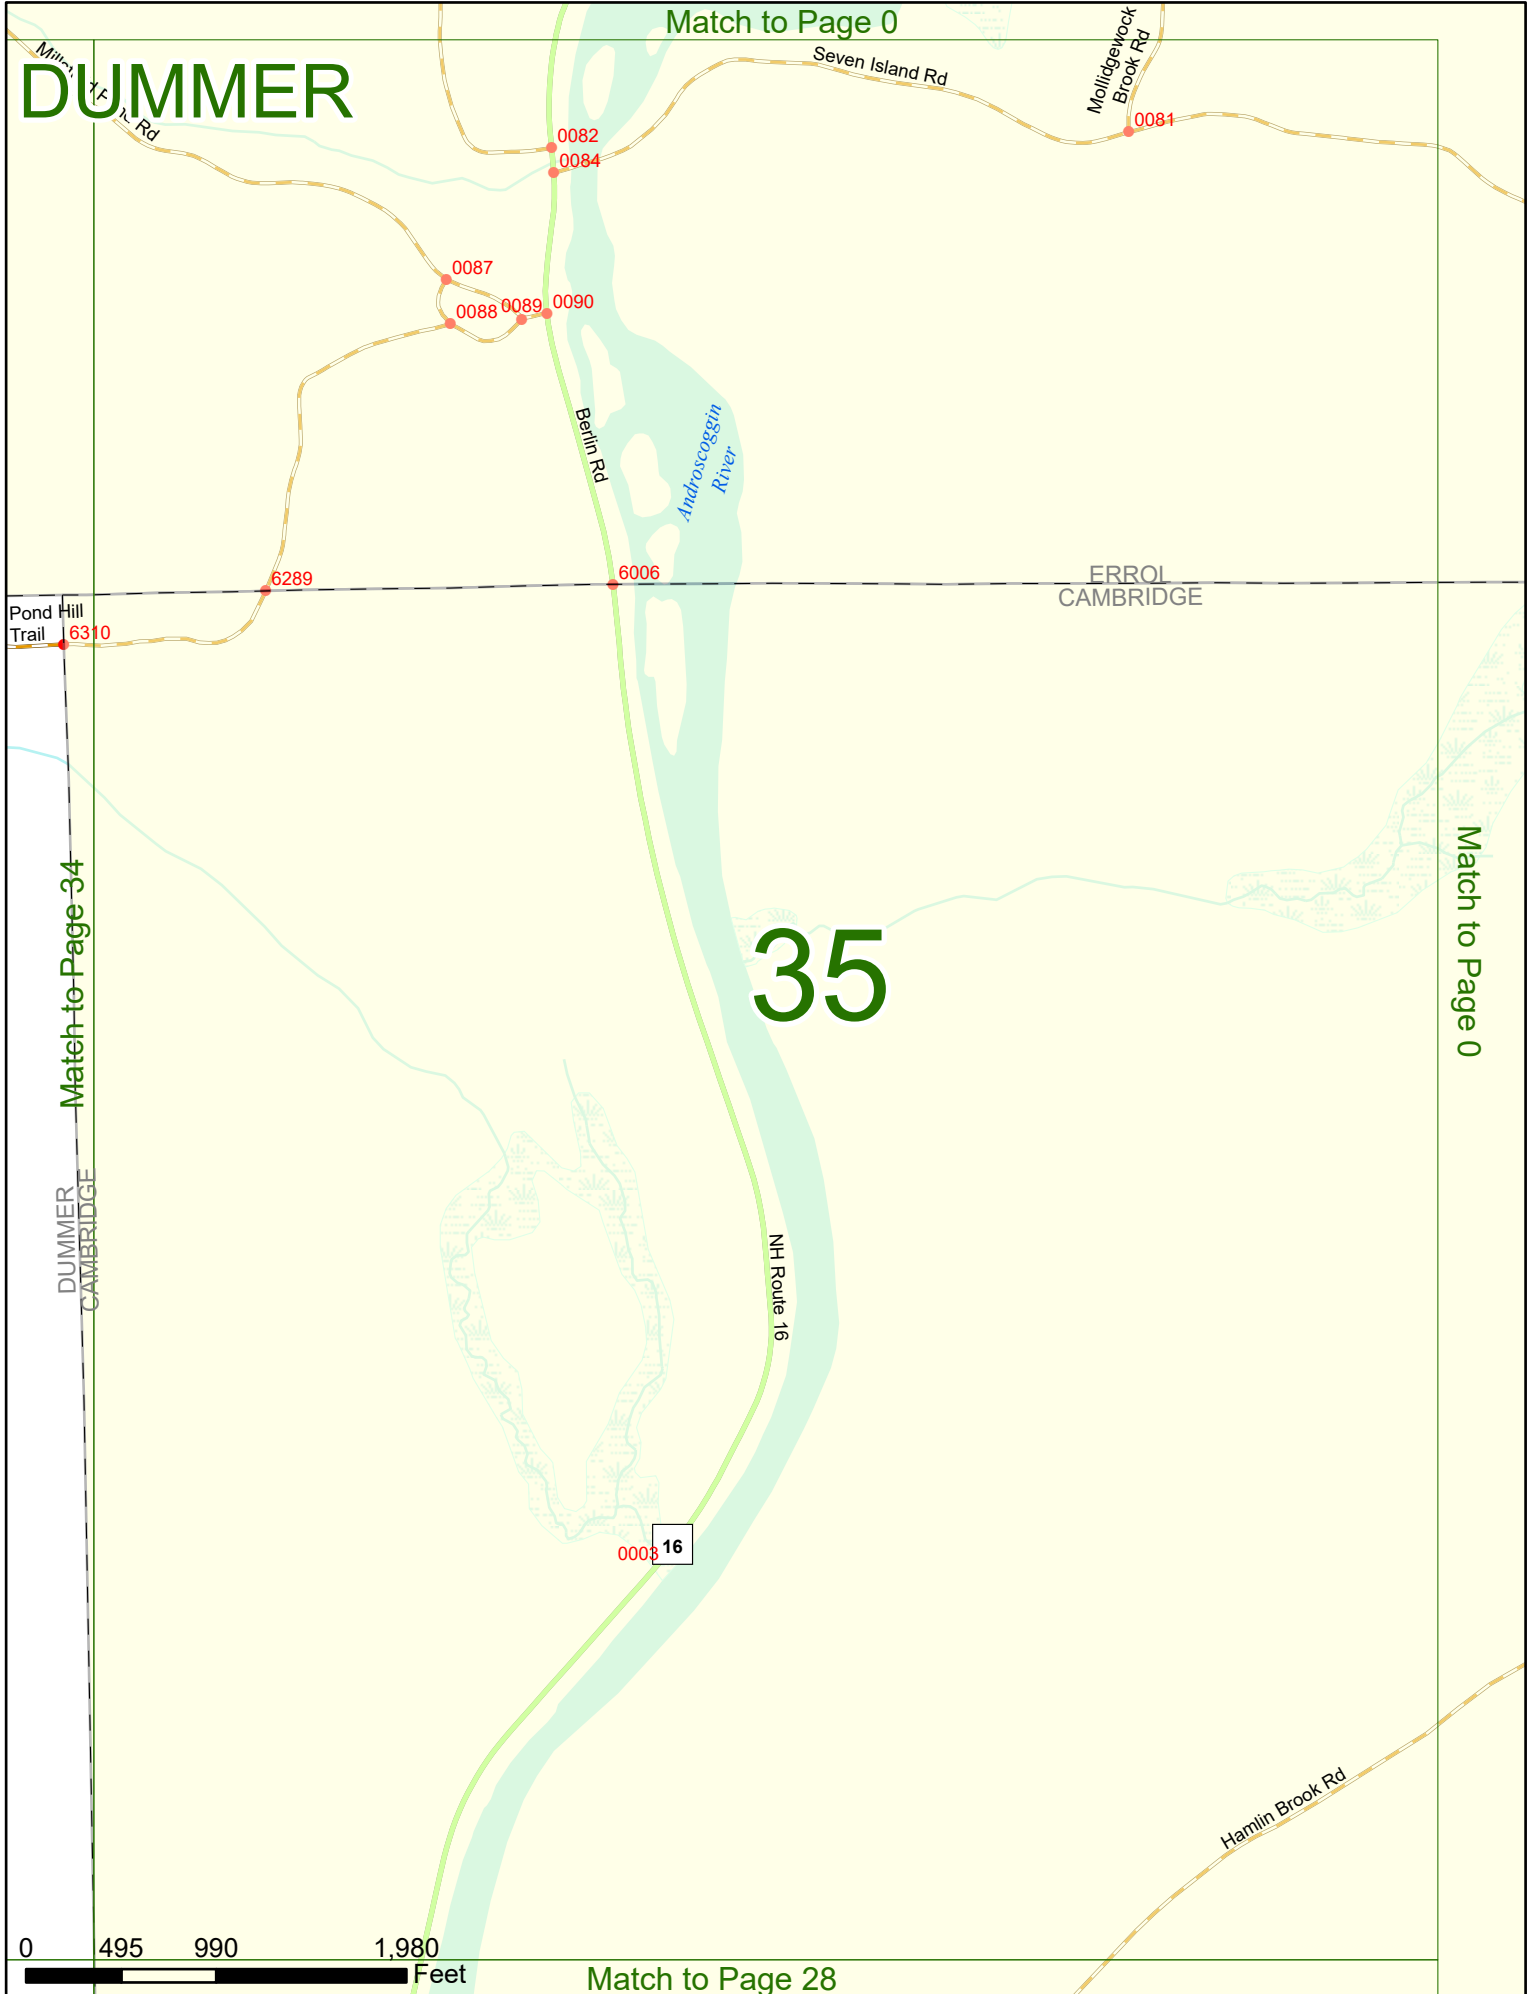 Match to Page 0
DUMMER
Rd
Seven Island Rd
Mollidgewock
Brook Rd
0081
0082
0084
0087
0088
0089
0090
Berlin Rd
Androscoggin
River
6289
6006
ERROL
CAMBRIDGE
Pond Hill
Trail
6310
Match to Page 34
35
Match to Page 0
DUMMER
CAMBRIDGE
NH Route 16
0003
16
Hamlin Brook Rd
0 495 990 1,980
Feet
Match to Page 28